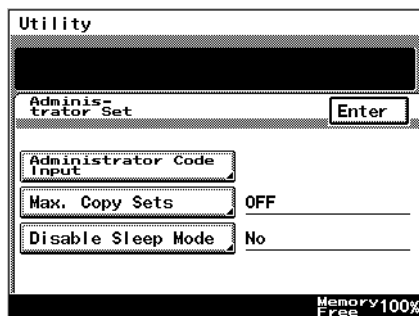 Utility
Adminis-
trator Set
Enter
Administrator Code
Input
Max. Copy Sets
OFF
Disable Sleep Mode
No
Memory
Free 100%